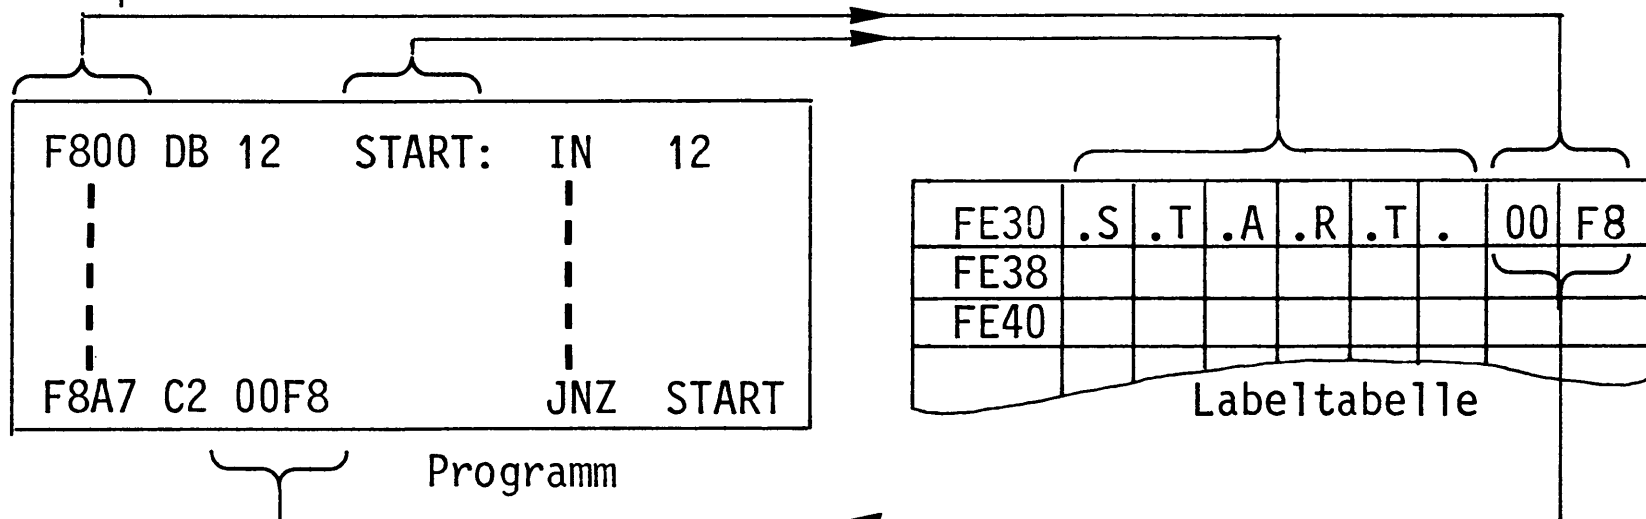 F800 DB 12 START: IN 12
F8A7 C2 00F8 JNZ START
Programm
FE30 .S .T .A .R .T . 00 F8
FE38
FE40
Labeltabelle